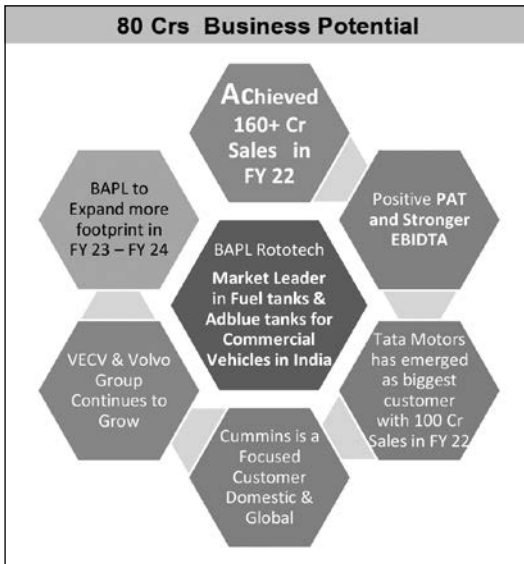 80 Crs Business Potential
Achieved
160+ Cr
Sales in
FY 22
Positive PAT
and Stronger
EBIDTA
Tata Motors
has emerged
as biggest
customer
with 100 Cr
Sales in FY 22
Cummins is a
Focused
Customer
Domestic &
Global
VECV & Volvo
Group
Continues to
Grow
BAPL to
Expand more
footprint in
FY 23 – FY 24
BAPL Rototech
Market Leader
in Fuel tanks &
Adblue tanks for
Commercial
Vehicles in India